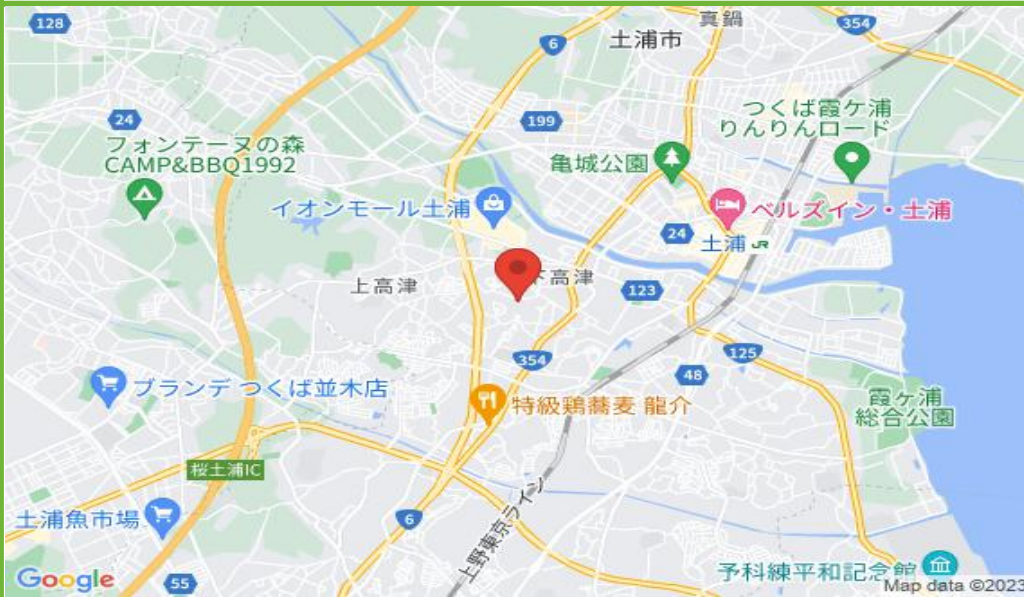 128
真鍋
354
土浦市
6
つくば霞ケ浦
りんりんロード
24
199
フォンテーヌの森
CAMP&BBQ1992
亀城公園
イオンモール土浦
ベルズイン・土浦
24
土浦 JR
上高津
下高津
123
354
125
48
ブランデ つくば並木店
特級鶏蕎麦 龍介
霞ケ浦
総合公園
桜土浦IC
土浦魚市場
6
上野東京ライン
予科練平和記念館
55
Google
Map data ©2023